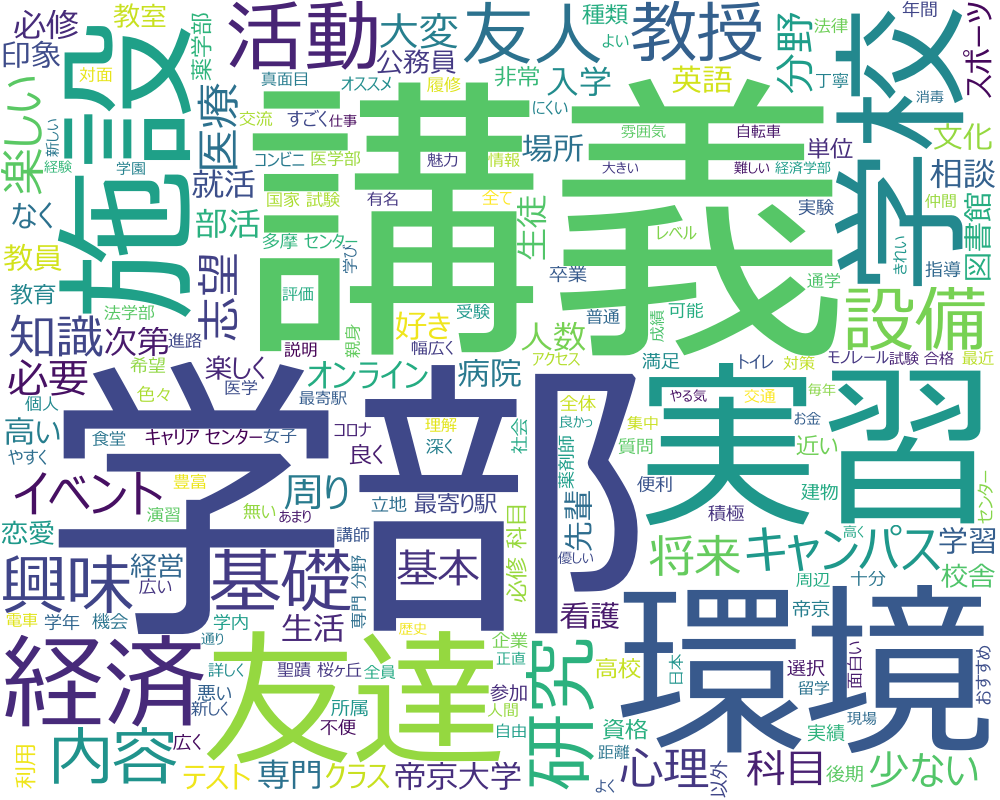 必修
教室
活動
大変
友人
種類
よい
教授
分野
法律
年間
スポーツ
印象
対面
薬学部
公務員
非常
入学
英語
丁寧
学校
施設
真面目
オススメ
履修
にくい
雰囲気
自転車
消毒
楽しい
新しい
経験
学園
医療
交流
すごく
仕事
コンビニ
医学部
魅力
情報
場所
大きい
難しい
経済学部
単位
文化
なく
就活
国家 試験
有名
全て
講義
実験
相談
仲間
教員
部活
多摩 センター
学び
生徒
レベル
きれい
指導
図書館
教育
法学部
志望
評価
受験
卒業
通学
設備
知識
次第
進路
説明
親身
好き
幅広く
人数
普通
成績
可能
希望
楽しく
オンライン
病院
アクセス
満足
トイレ
対策
モノレール
試験 合格
最近
必要
色々
医学
最寄駅
個人
学部
実習
全体
良かっ
やる気
交通
毎年
お金
高い
食堂
キャリア センター
女子
コロナ
理解
深く
社会
質問
集中
近い
やすく
良く
薬剤師
便利
建物
センター
イベント
豊富
周り
立地
最寄り駅
先輩
積極
恋愛
演習
無い
あまり
講師
必修 科目
優しい
将来
キャンパス
高く
学習
興味
経営
広い
基礎
専門 分野
基本
周辺
十分
校舎
電車
学年
機会
学内
通り
生活
歴史
看護
環境
帝京
経済
友達
詳しく
聖蹟 桜ヶ丘
全員
企業
正直
研究
高校
日本
選択
留学
面白い
おすすめ
内容
悪い
新しく
所属
参加
人間
資格
実績
現場
広く
不便
自由
距離
利用
テスト
専門
クラス
帝京大学
よく
心理
以外
科目
後期
少ない